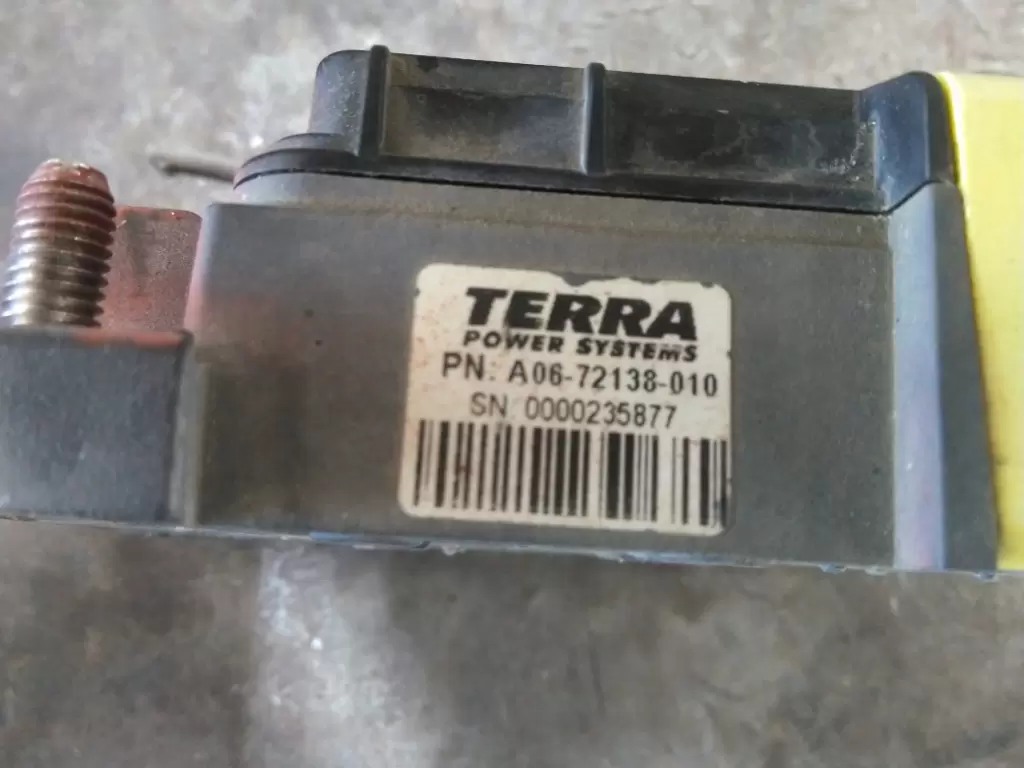 TERRA
POWER SYSTEMS
PN: A06-72138-010
SN: 0000235877